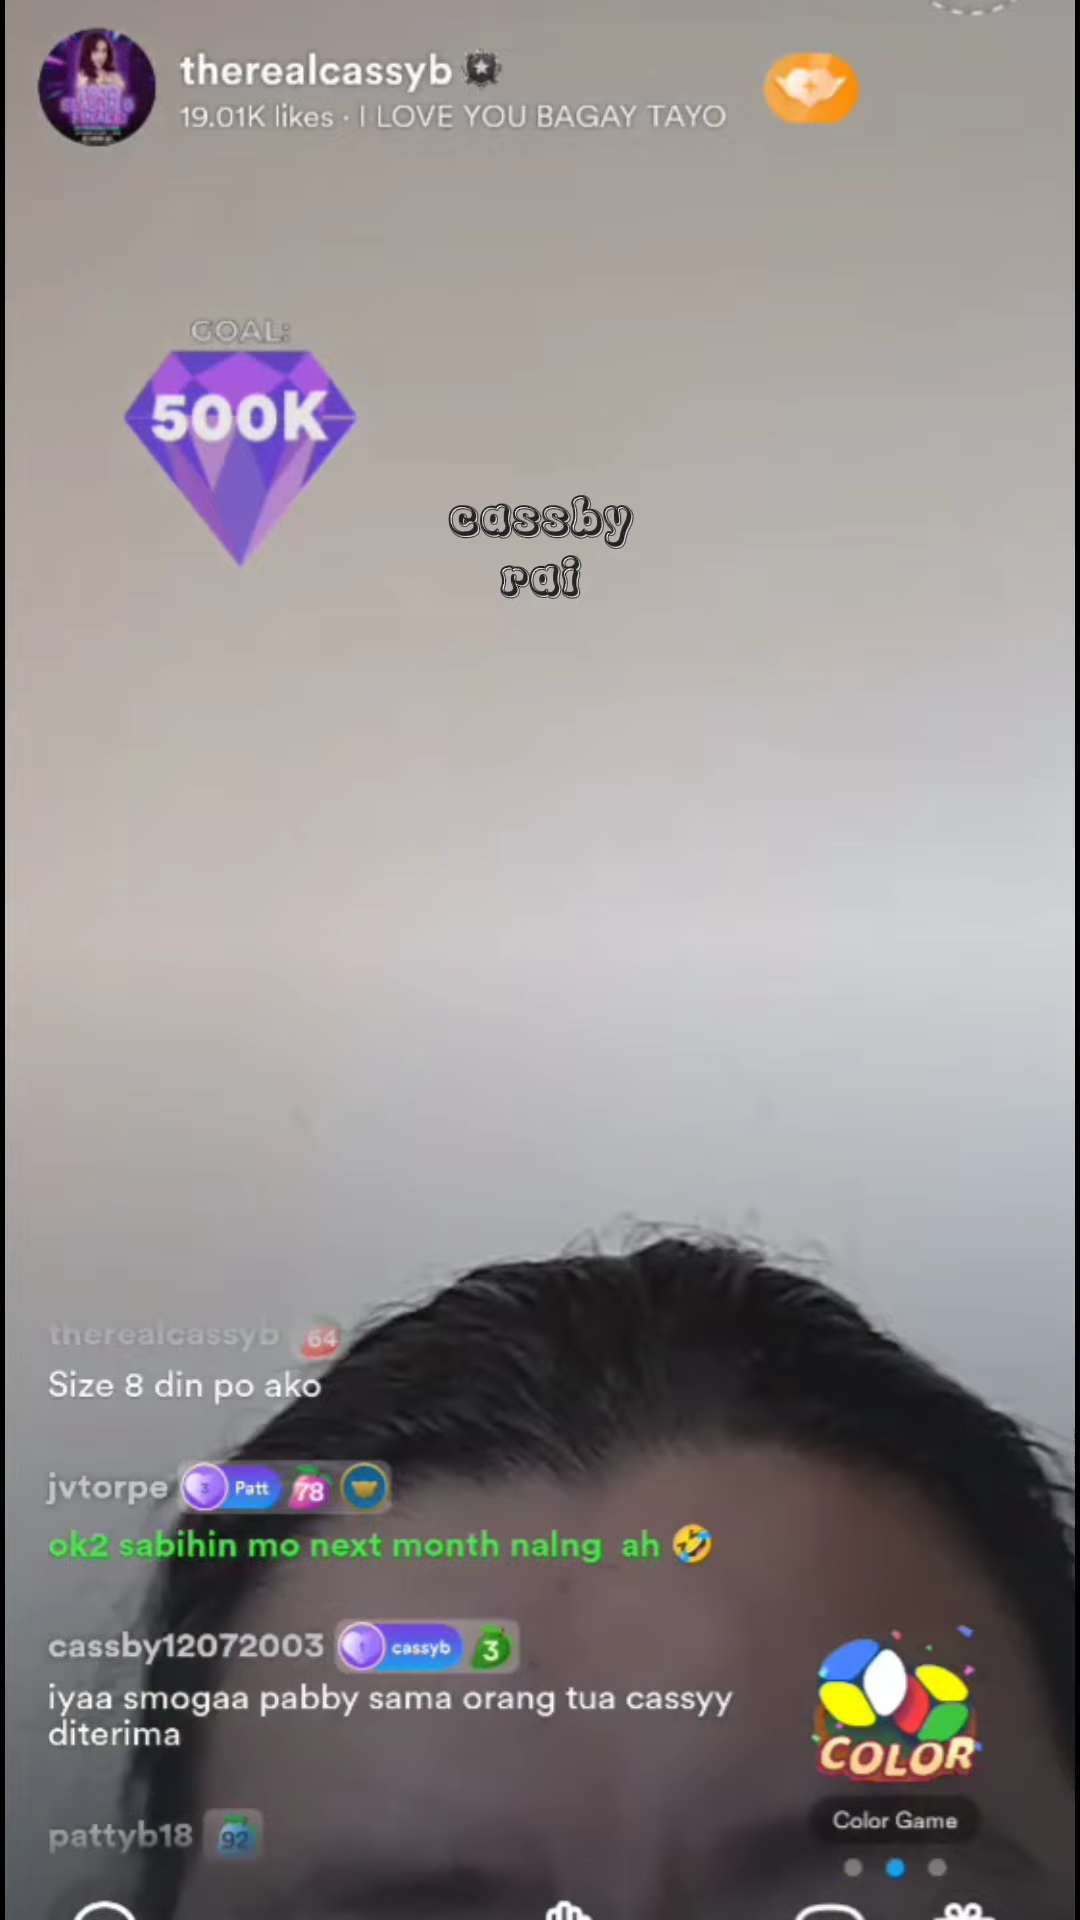 therealcassyb
19.01K likes · I LOVE YOU BAGAY TAYO
GOAL:
500K
cassby
rai
therealcassyb 64
Size 8 din po ako
jvtorpe 3 Patt 78
ok2 sabihin mo next month nalng ah 🤣
cassby12072003 1 cassyb 3
iyaa smogaa pabby sama orang tua cassyy
diterima
COLOR
Color Game
pattyb18 92